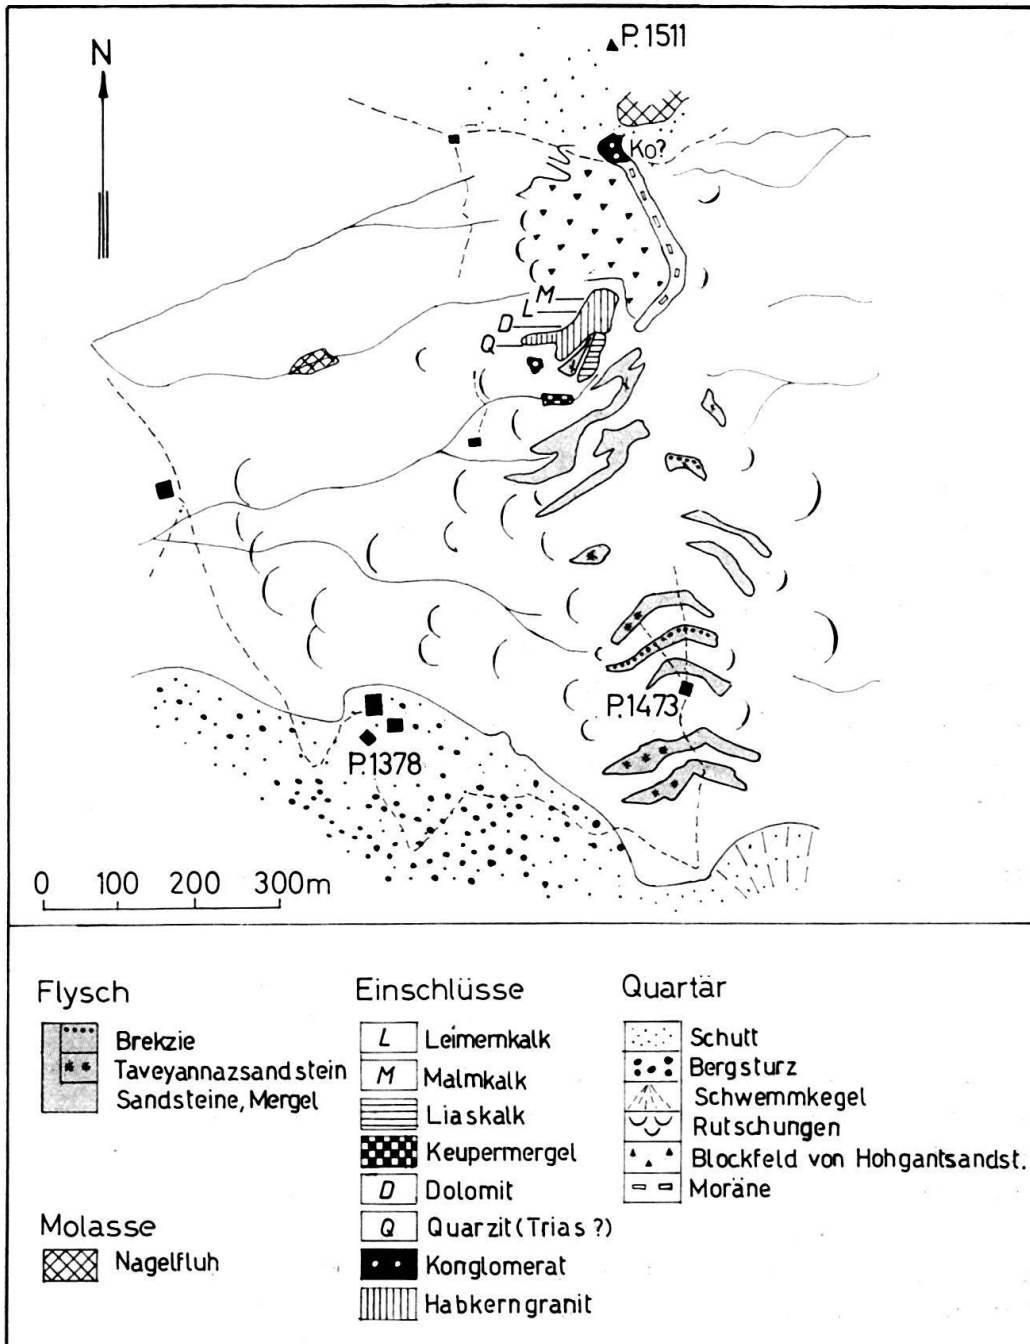 P.1511
N
Ko?
M
L
D
Q
P.1473
P.1378
0 100 200 300m
Flysch
Brekzie
Taveyannazsandstein
Sandsteine, Mergel
Molasse
Nagelfluh
Einschlüsse
L Leimernkalk
M Malmkalk
Liaskalk
Keupermergel
D Dolomit
Q Quarzit (Trias ?)
Konglomerat
Habkerngranit
Quartär
Schutt
Bergsturz
Schwemmkegel
Rutschungen
Blockfeld von Hohgantsandst.
Moräne